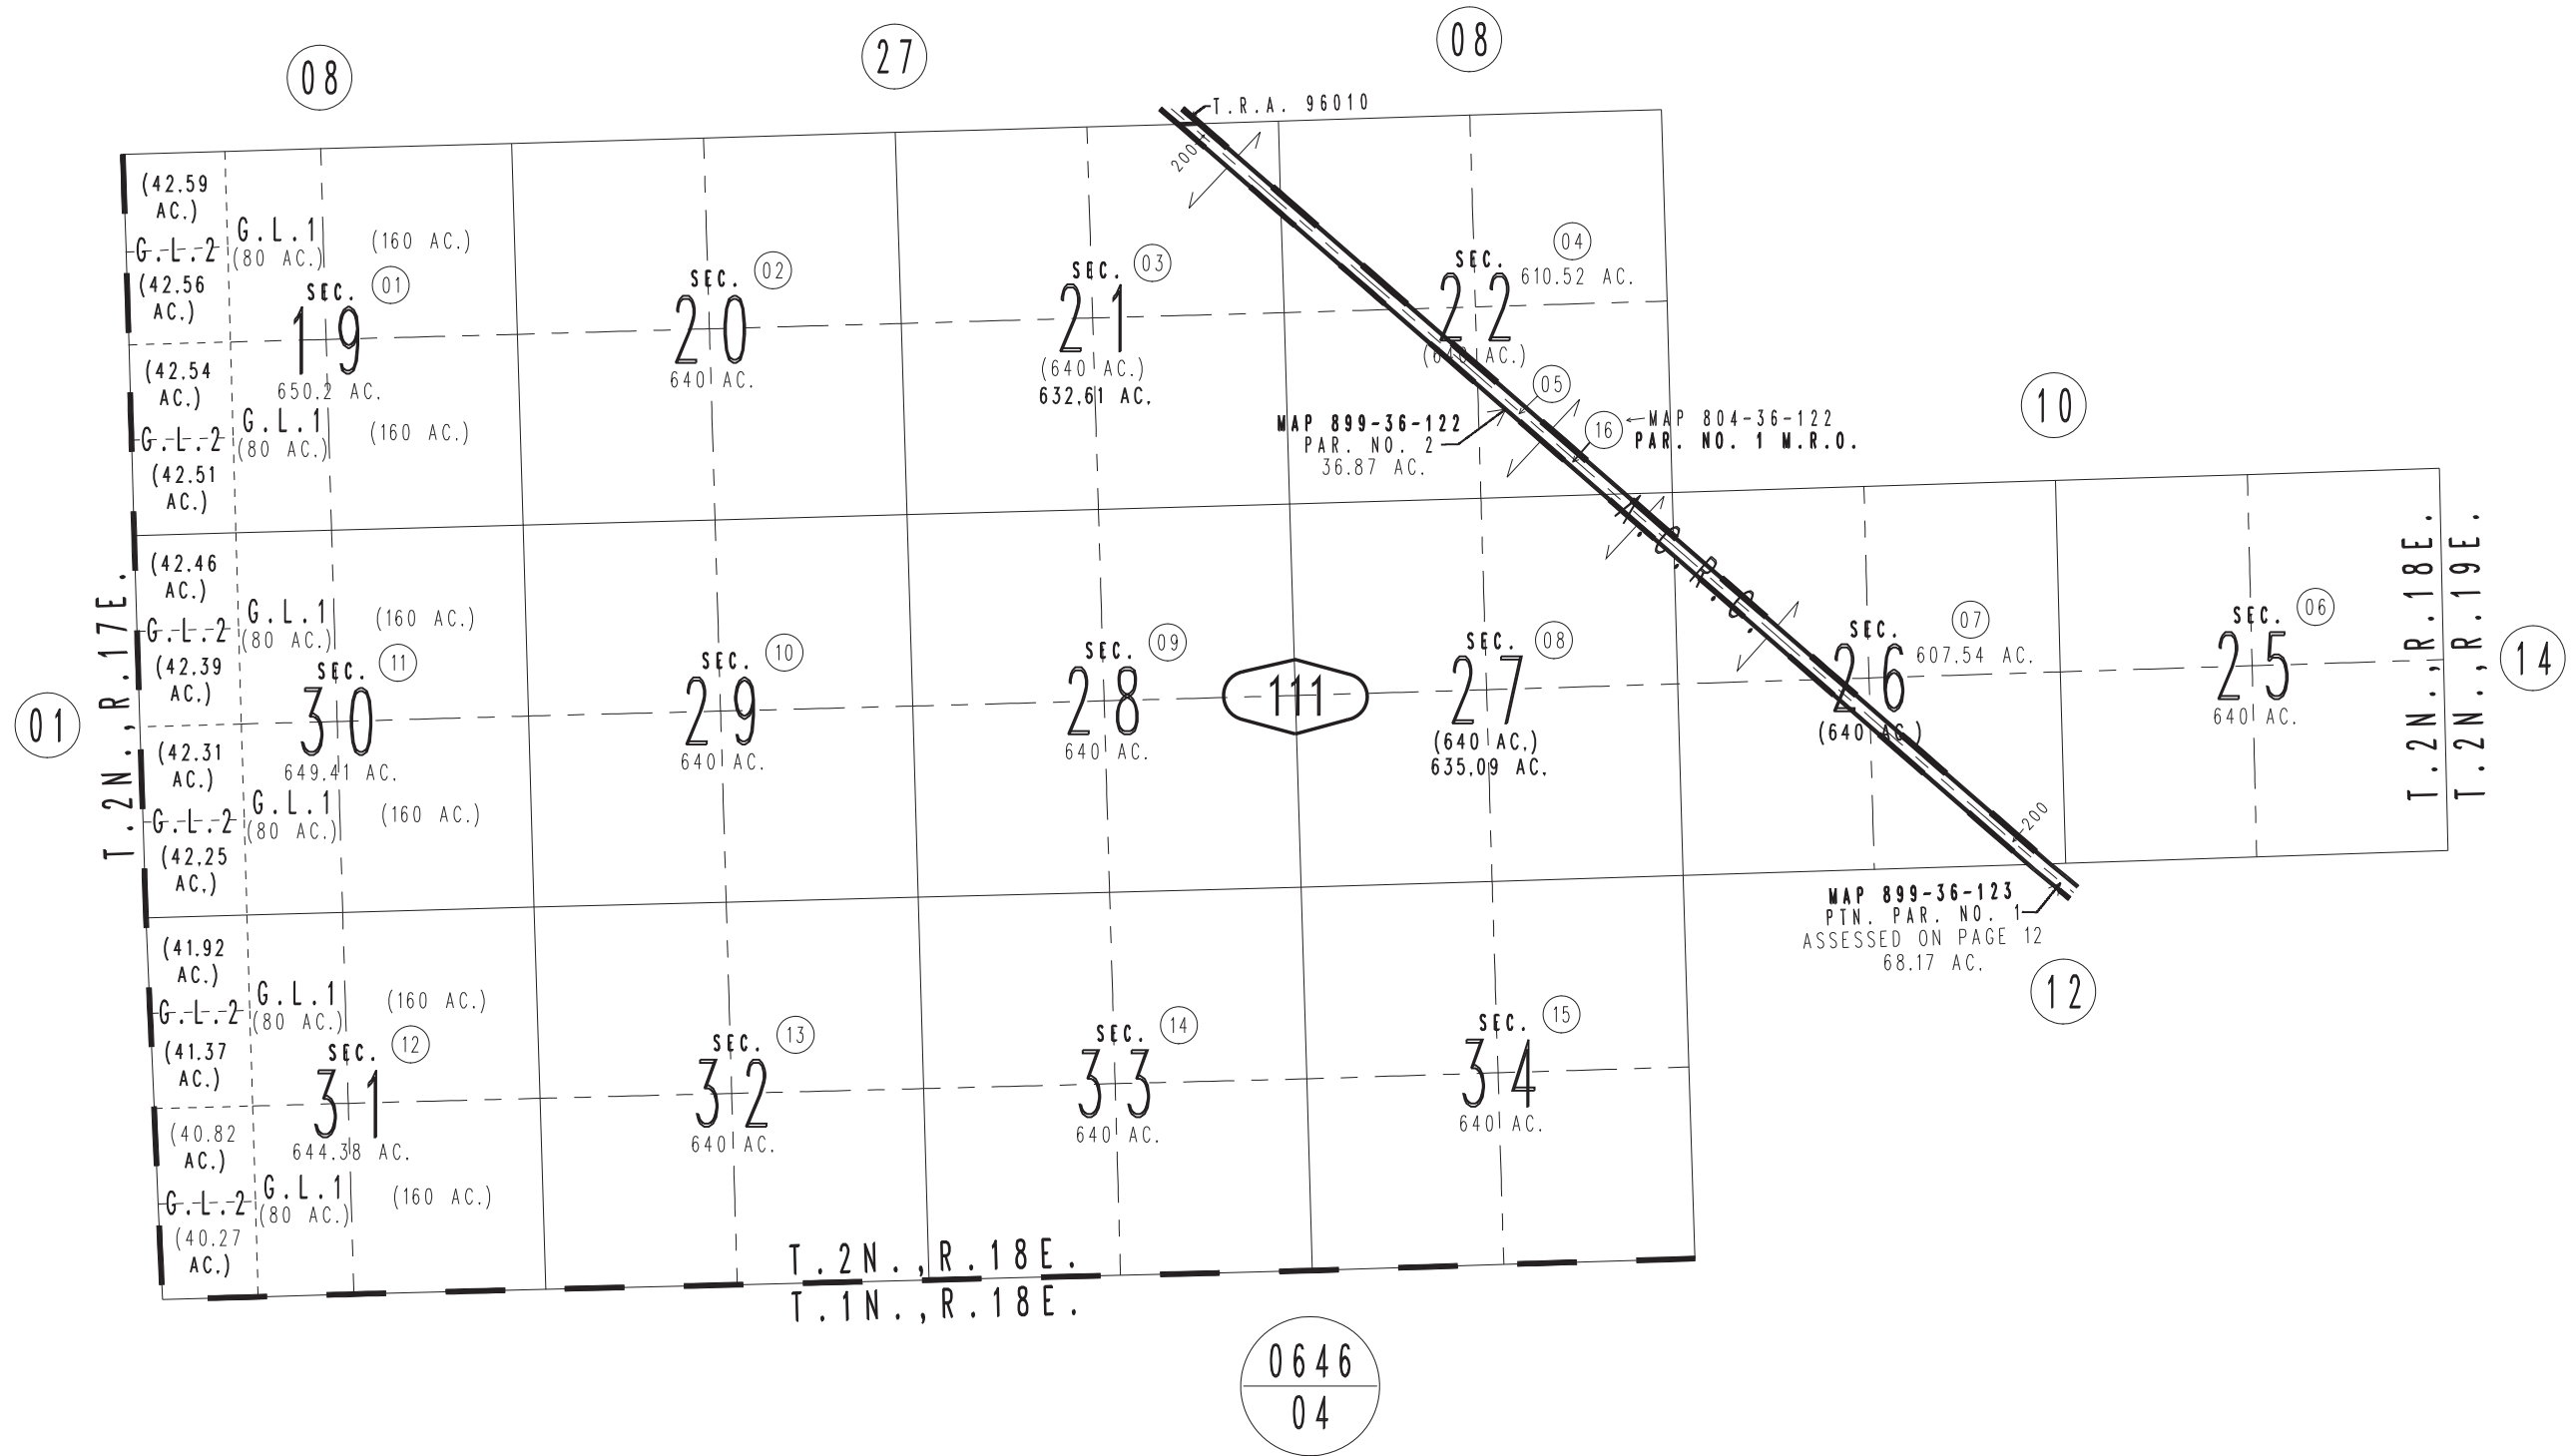 08
27
08
T.R.A. 96010
200
(42.59
AC.)
G.L.2
(42.56
AC.)
G.L.1
(80 AC.)
(160 AC.)
SEC.
01
19
650.2 AC.
(42.54
AC.)
G.L.2
(42.51
AC.)
G.L.1
(80 AC.)
(160 AC.)
SEC.
02
20
640 AC.
SEC.
03
21
(640 AC.)
632.61 AC.
SEC.
04
22
610.52 AC.
(640 AC.)
05
MAP 899-36-122
PAR. NO. 2
36.87 AC.
16
MAP 804-36-122
PAR. NO. 1 M.R.O.
10
01
T.2N.,R.17E.
(42.46
AC.)
G.L.2
(42.39
AC.)
G.L.1
(80 AC.)
(160 AC.)
SEC.
11
30
649.41 AC.
(42.31
AC.)
G.L.2
(42.25
AC.)
G.L.1
(80 AC.)
(160 AC.)
SEC.
10
29
640 AC.
SEC.
09
28
640 AC.
111
SEC.
08
27
(640 AC.)
635.09 AC.
SEC.
07
26
607.54 AC.
(640 AC.)
SEC.
06
25
640 AC.
T.2N.,R.18E.
T.2N.,R.19E.
14
200
MAP 899-36-123
PTN. PAR. NO. 1
ASSESSED ON PAGE 12
68.17 AC.
12
(41.92
AC.)
G.L.2
(41.37
AC.)
G.L.1
(80 AC.)
(160 AC.)
SEC.
12
31
644.38 AC.
(40.82
AC.)
G.L.2
(40.27
AC.)
G.L.1
(80 AC.)
(160 AC.)
SEC.
13
32
640 AC.
SEC.
14
33
640 AC.
SEC.
15
34
640 AC.
T.2N.,R.18E.
T.1N.,R.18E.
0646
04